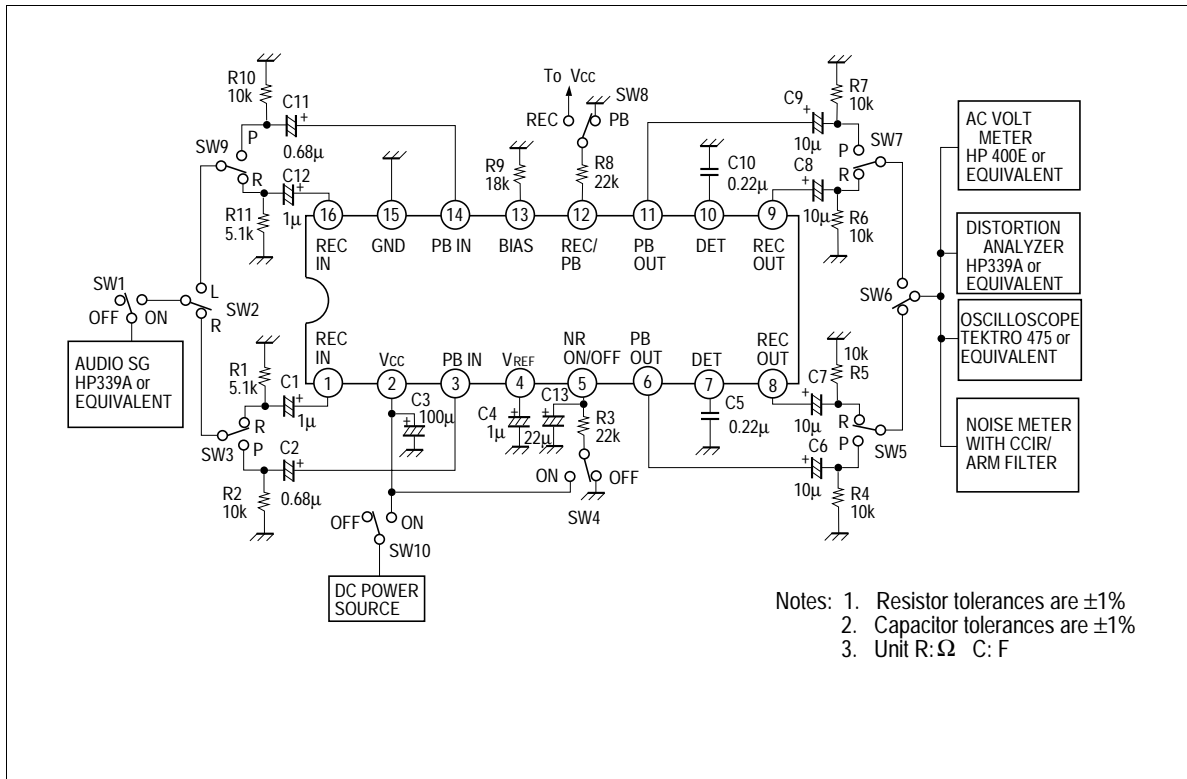 To Vcc
R10
10k
C11
+
0.68μ
P
SW9
R
C12
+
1μ
R11
5.1k
REC
PB
SW8
R9
18k
R8
22k
C10
0.22μ
C9
+
10μ
R7
10k
P
SW7
R
C8
+
10μ
R6
10k
16
15
14
13
12
11
10
9
REC
IN
GND
PB IN
BIAS
REC/
PB
PB
OUT
DET
REC
OUT
AC VOLT
METER
HP 400E or
EQUIVALENT
DISTORTION
ANALYZER
HP339A or
EQUIVALENT
OSCILLOSCOPE
TEKTRO 475 or
EQUIVALENT
NOISE METER
WITH CCIR/
ARM FILTER
SW1
OFF
ON
L
SW2
R
SW6
AUDIO SG
HP339A or
EQUIVALENT
REC
IN
Vcc
PB IN
VREF
NR
ON/OFF
PB
OUT
DET
REC
OUT
1
2
3
4
5
6
7
8
R1
5.1k
C1
+
1μ
R
SW3
P
C2
+
0.68μ
R2
10k
C3
+
100μ
C4
+
1μ
C13
+
22μ
R3
22k
ON
OFF
SW4
C5
0.22μ
10k
R5
C7
+
10μ
R
P
SW5
C6
+
10μ
R4
10k
OFF
ON
SW10
DC POWER
SOURCE
Notes: 1. Resistor tolerances are ±1%
2. Capacitor tolerances are ±1%
3. Unit R:Ω C: F